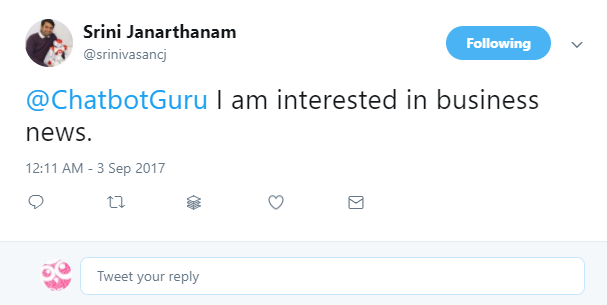 Srini Janarthanam
@srinivasancj
Following
@ChatbotGuru I am interested in business
news.
12:11 AM - 3 Sep 2017
Tweet your reply